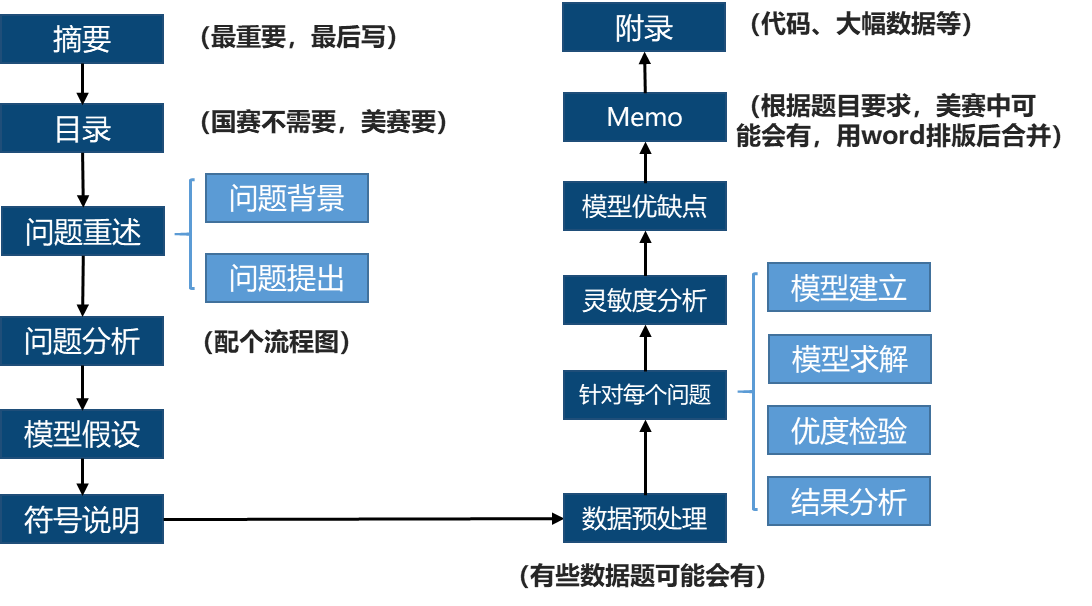 摘要
（最重要，最后写）
目录
（国赛不需要，美赛要）
问题重述
问题背景
问题提出
问题分析
（配个流程图）
模型假设
符号说明
数据预处理
（有些数据题可能会有）
针对每个问题
模型建立
模型求解
优度检验
结果分析
灵敏度分析
模型优缺点
Memo
（根据题目要求，美赛中可
能会有，用word排版后合并）
附录
（代码、大幅数据等）